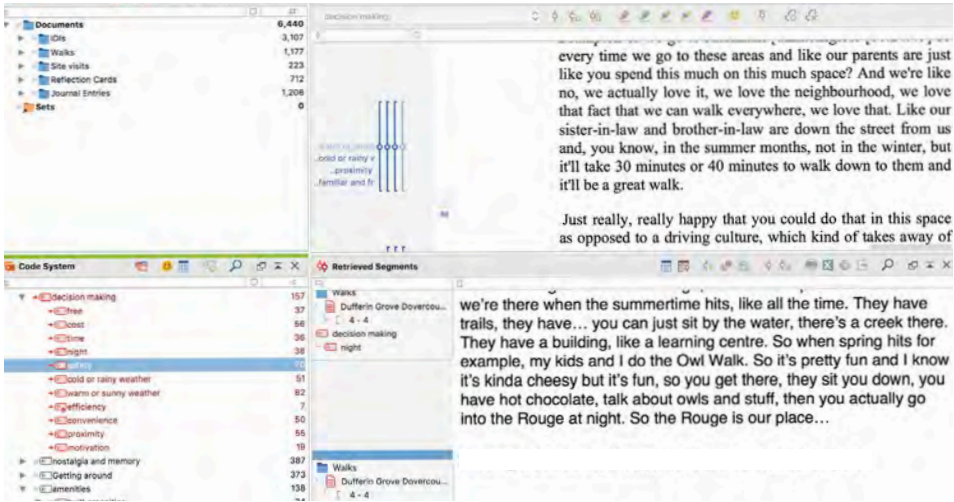 Documents 6,440
IDIs 3,107
Walks 1,177
Site visits 223
Reflection Cards 712
Journal Entries 1,206
Sets 0
decision making
every time we go to these areas and like our parents are just
like you spend this much on this much space? And we're like
no, we actually love it, we love the neighbourhood, we love
that fact that we can walk everywhere, we love that. Like our
sister-in-law and brother-in-law are down the street from us
and, you know, in the summer months, not in the winter, but
it'll take 30 minutes or 40 minutes to walk down to them and
it'll be a great walk.
..cold or rainy v
..proximity
..familiar and fr
Just really, really happy that you could do that in this space
as opposed to a driving culture, which kind of takes away of
Code System
decision making 157
free 37
cost 56
time 36
night 38
cold or rainy weather 51
warm or sunny weather 82
efficiency 7
convenience 50
proximity 55
motivation 19
nostalgia and memory 387
Getting around 373
amenities 138
Retrieved Segments
Walks
Dufferin Grove Dovercou...
4 - 4
decision making
night
we're there when the summertime hits, like all the time. They have
trails, they have… you can just sit by the water, there's a creek there.
They have a building, like a learning centre. So when spring hits for
example, my kids and I do the Owl Walk. So it's pretty fun and I know
it's kinda cheesy but it's fun, so you get there, they sit you down, you
have hot chocolate, talk about owls and stuff, then you actually go
into the Rouge at night. So the Rouge is our place…
Walks
Dufferin Grove Dovercou...
4 - 4